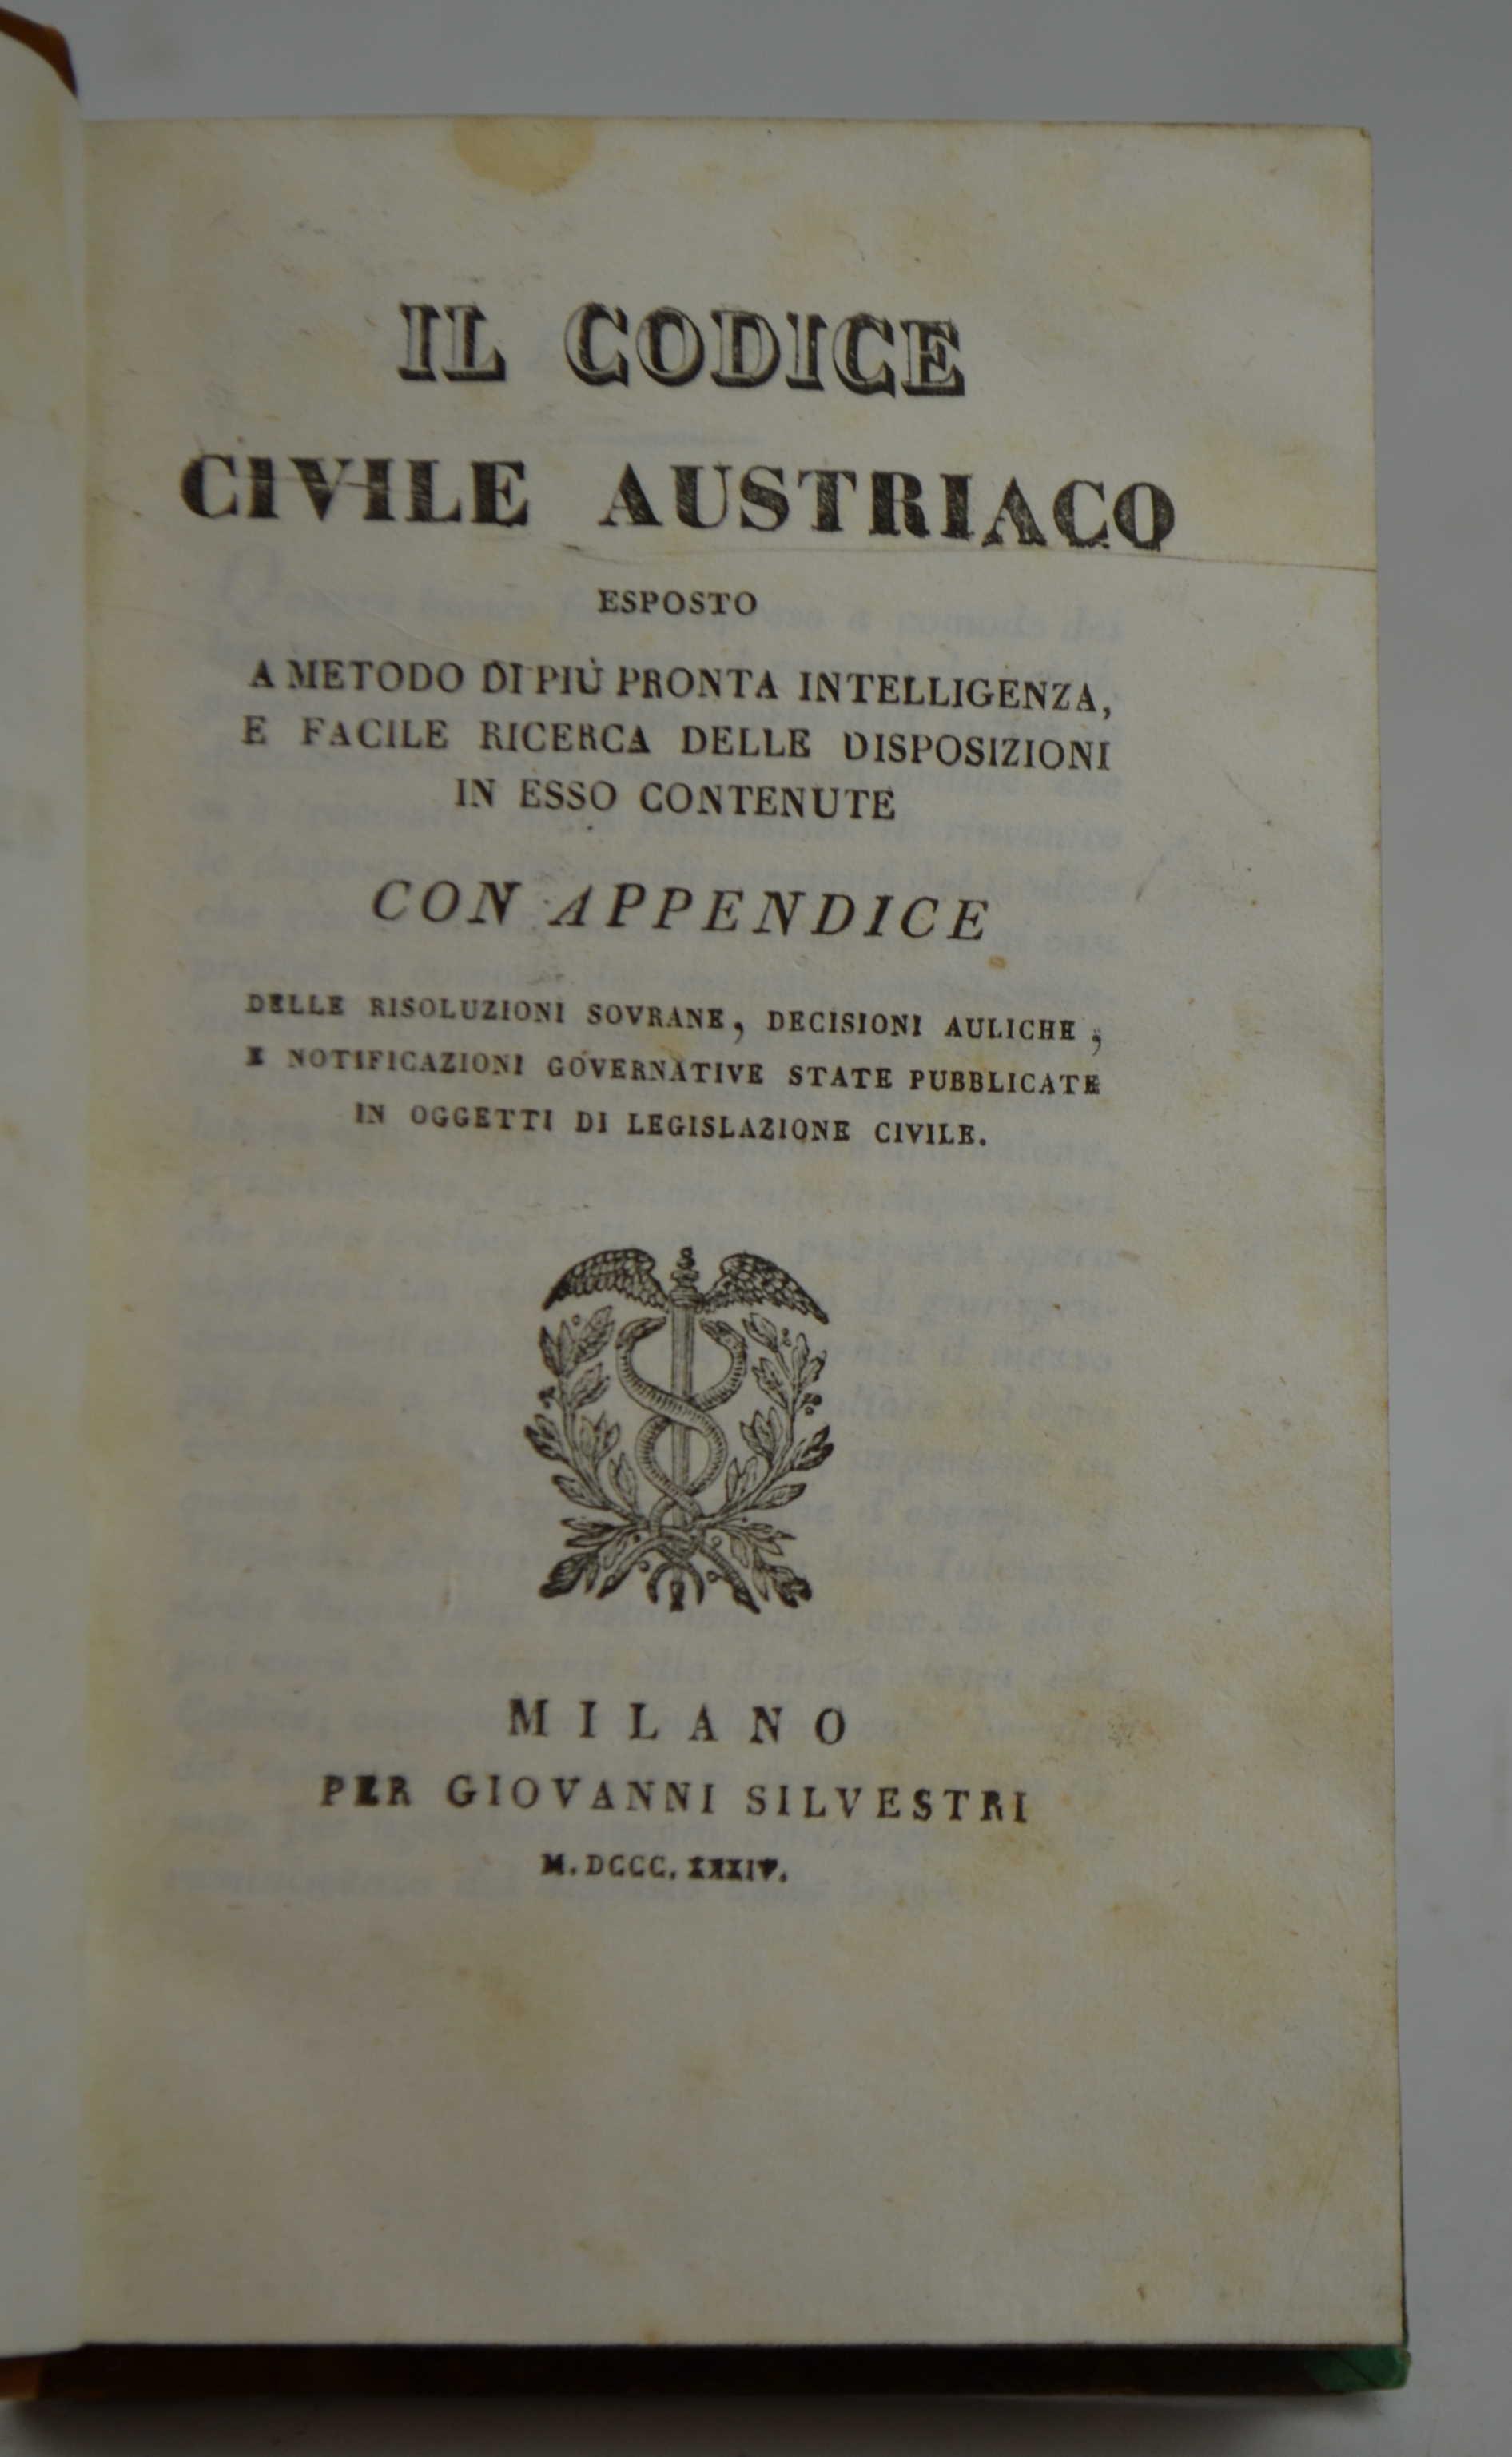 IL CODICE
CIVILE AUSTRIACO
ESPOSTO
A METODO DI PIÙ PRONTA INTELLIGENZA,
E FACILE RICERCA DELLE DISPOSIZIONI
IN ESSO CONTENUTE
CON APPENDICE
DELLE RISOLUZIONI SOVRANE, DECISIONI AULICHE,
E NOTIFICAZIONI GOVERNATIVE STATE PUBBLICATE
IN OGGETTI DI LEGISLAZIONE CIVILE.
MILANO
PER GIOVANNI SILVESTRI
M. DCCC. XXXIV.